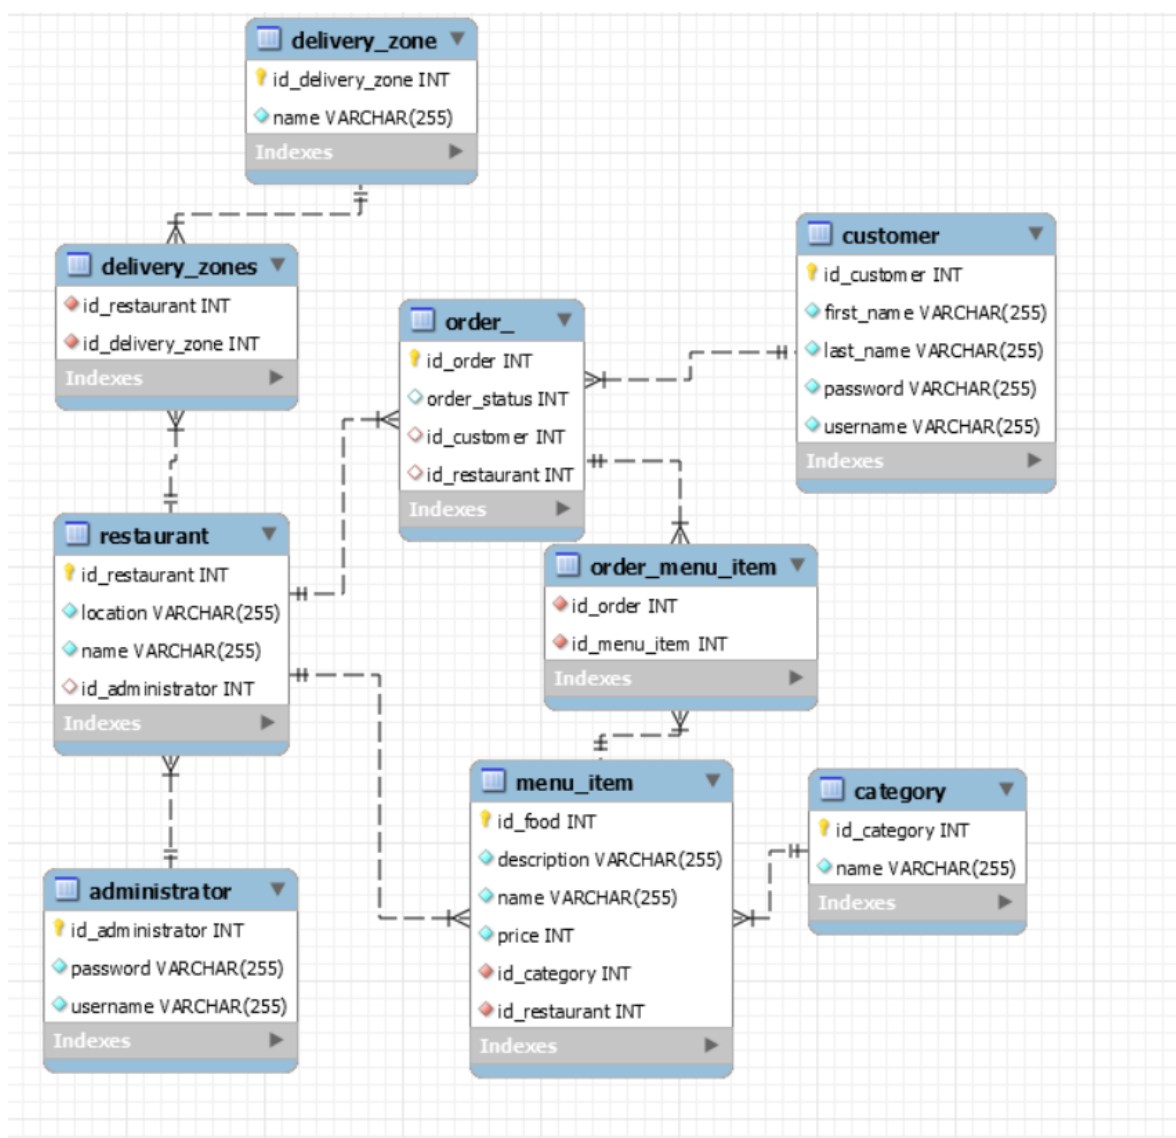 delivery_zone
id_delivery_zone INT
name VARCHAR(255)
Indexes
delivery_zones
id_restaurant INT
id_delivery_zone INT
Indexes
order_
id_order INT
order_status INT
id_customer INT
id_restaurant INT
Indexes
customer
id_customer INT
first_name VARCHAR(255)
last_name VARCHAR(255)
password VARCHAR(255)
username VARCHAR(255)
Indexes
restaurant
id_restaurant INT
location VARCHAR(255)
name VARCHAR(255)
id_administrator INT
Indexes
order_menu_item
id_order INT
id_menu_item INT
Indexes
administrator
id_administrator INT
password VARCHAR(255)
username VARCHAR(255)
Indexes
menu_item
id_food INT
description VARCHAR(255)
name VARCHAR(255)
price INT
id_category INT
id_restaurant INT
Indexes
category
id_category INT
name VARCHAR(255)
Indexes